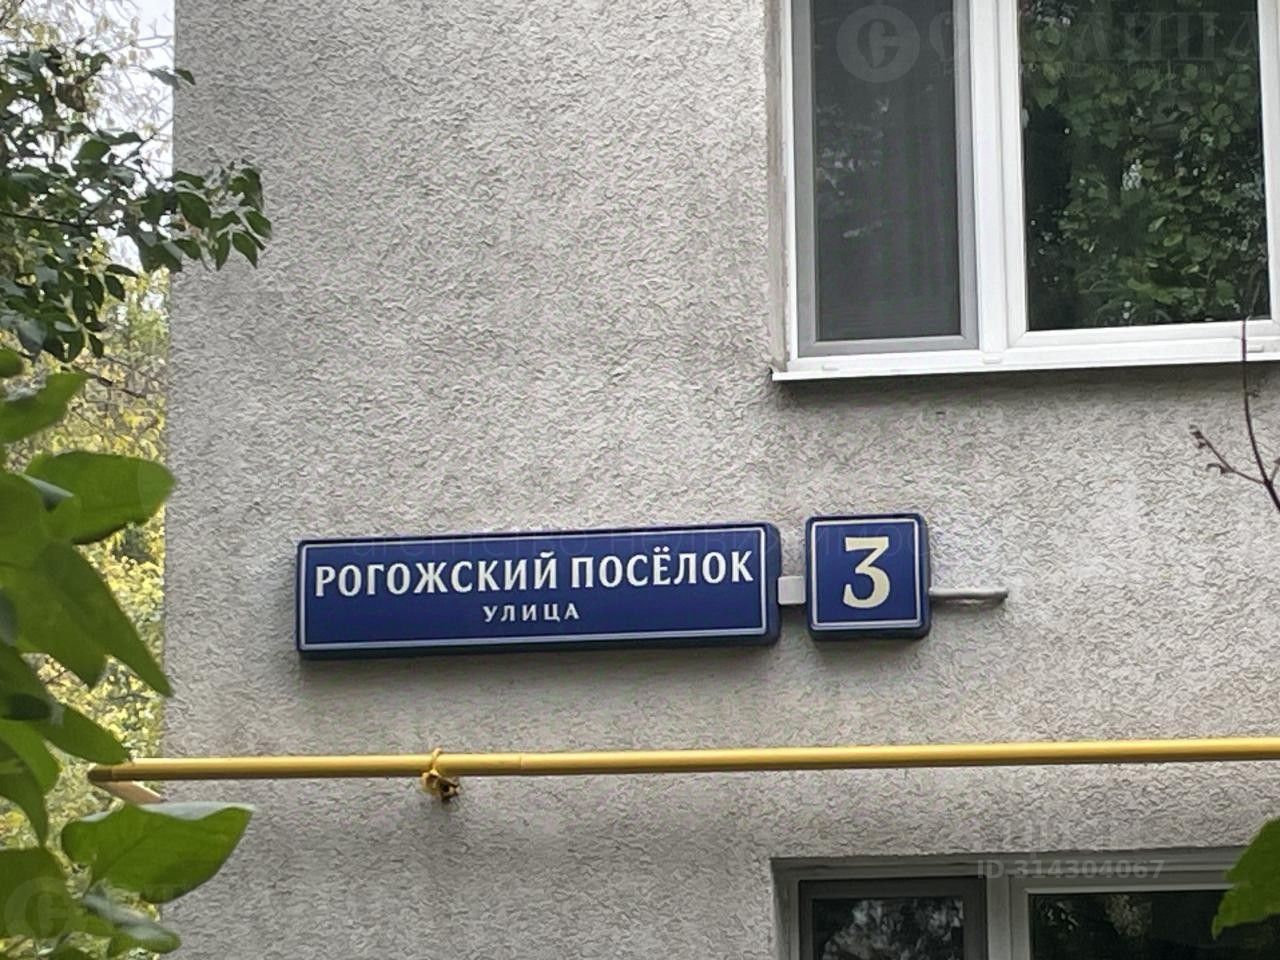 РОГОЖСКИЙ ПОСЁЛОК
УЛИЦА
3
ID 314304067